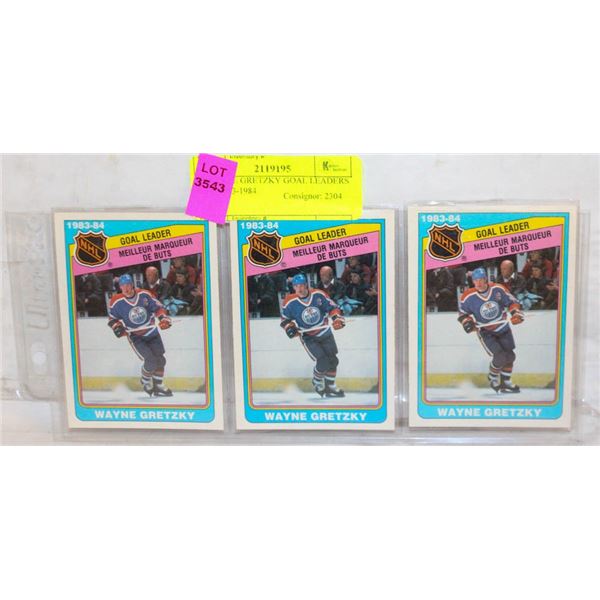 LOT
3543
2119195
GRETZKY GOAL LEADERS
-1984
Consignor: 2304
1983-84
NHL
GOAL LEADER
MEILLEUR MARQUEUR
DE BUTS
WAYNE GRETZKY
1983-84
NHL
GOAL LEADER
MEILLEUR MARQUEUR
DE BUTS
WAYNE GRETZKY
1983-84
NHL
GOAL LEADER
MEILLEUR MARQUEUR
DE BUTS
WAYNE GRETZKY